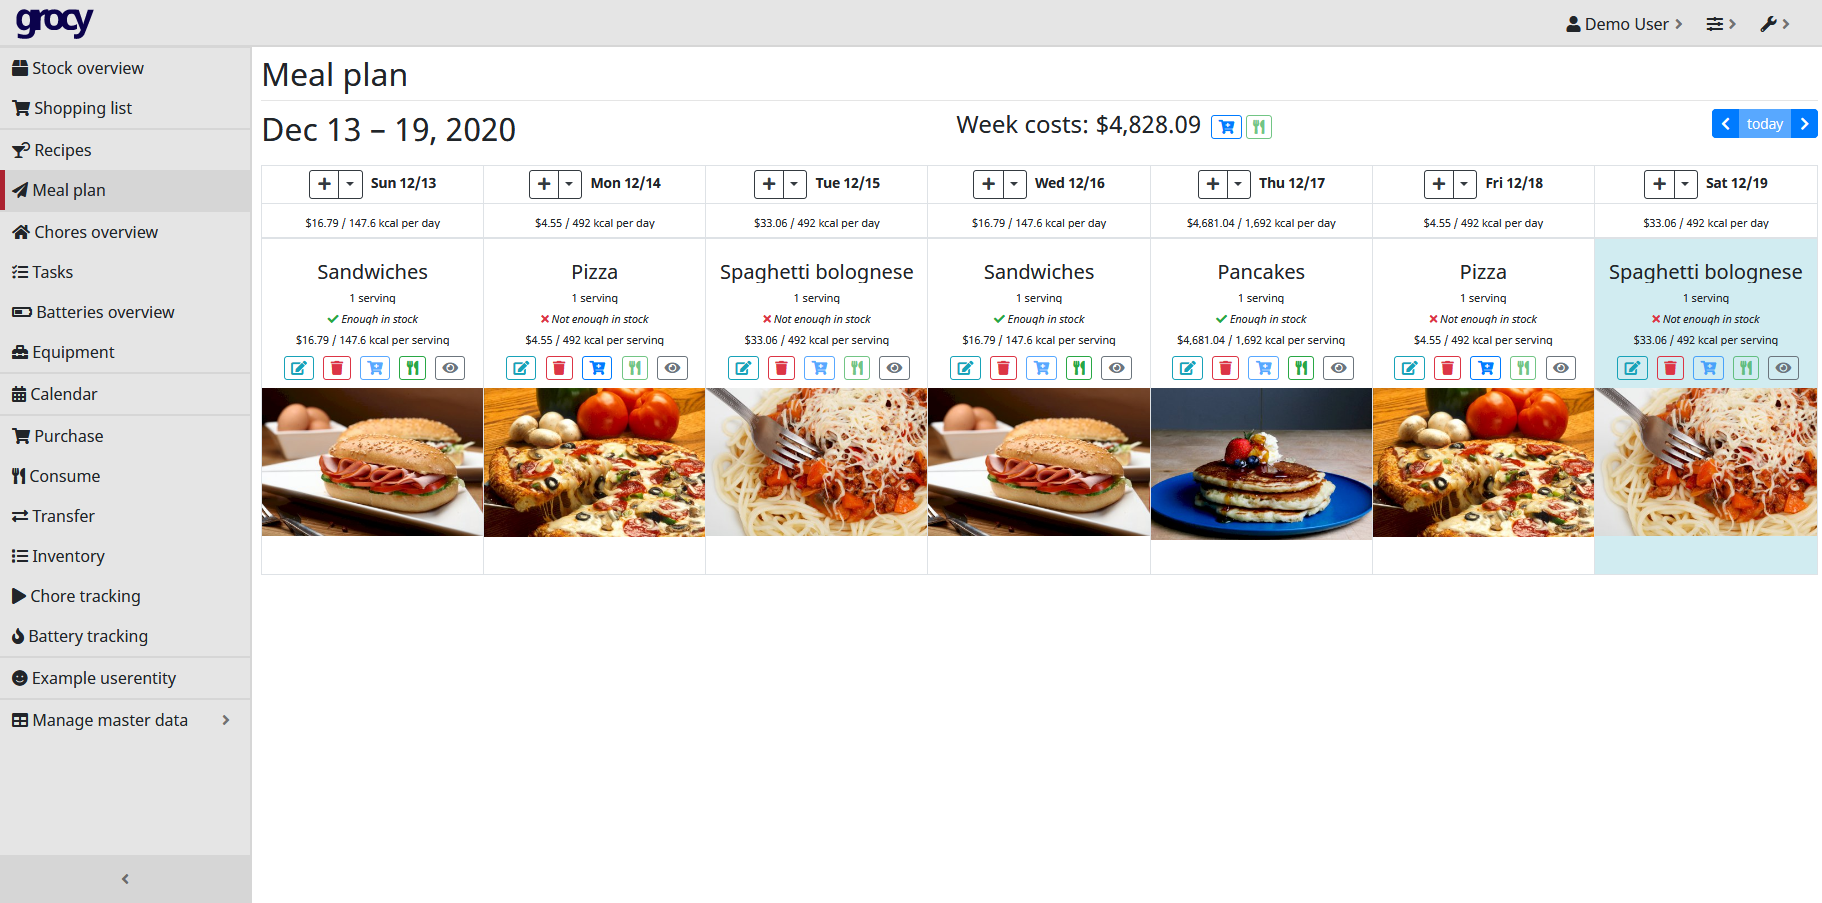 grocy
Demo User
Stock overview
Shopping list
Recipes
Meal plan
Chores overview
Tasks
Batteries overview
Equipment
Calendar
Purchase
Consume
Transfer
Inventory
Chore tracking
Battery tracking
Example userentity
Manage master data
Meal plan
Dec 13 – 19, 2020
Week costs: $4,828.09
today
Sun 12/13
Mon 12/14
Tue 12/15
Wed 12/16
Thu 12/17
Fri 12/18
Sat 12/19
$16.79 / 147.6 kcal per day
$4.55 / 492 kcal per day
$33.06 / 492 kcal per day
$16.79 / 147.6 kcal per day
$4,681.04 / 1,692 kcal per day
$4.55 / 492 kcal per day
$33.06 / 492 kcal per day
Sandwiches
1 serving
Enough in stock
$16.79 / 147.6 kcal per serving
Pizza
1 serving
Not enough in stock
$4.55 / 492 kcal per serving
Spaghetti bolognese
1 serving
Not enough in stock
$33.06 / 492 kcal per serving
Sandwiches
1 serving
Enough in stock
$16.79 / 147.6 kcal per serving
Pancakes
1 serving
Enough in stock
$4,681.04 / 1,692 kcal per serving
Pizza
1 serving
Not enough in stock
$4.55 / 492 kcal per serving
Spaghetti bolognese
1 serving
Not enough in stock
$33.06 / 492 kcal per serving